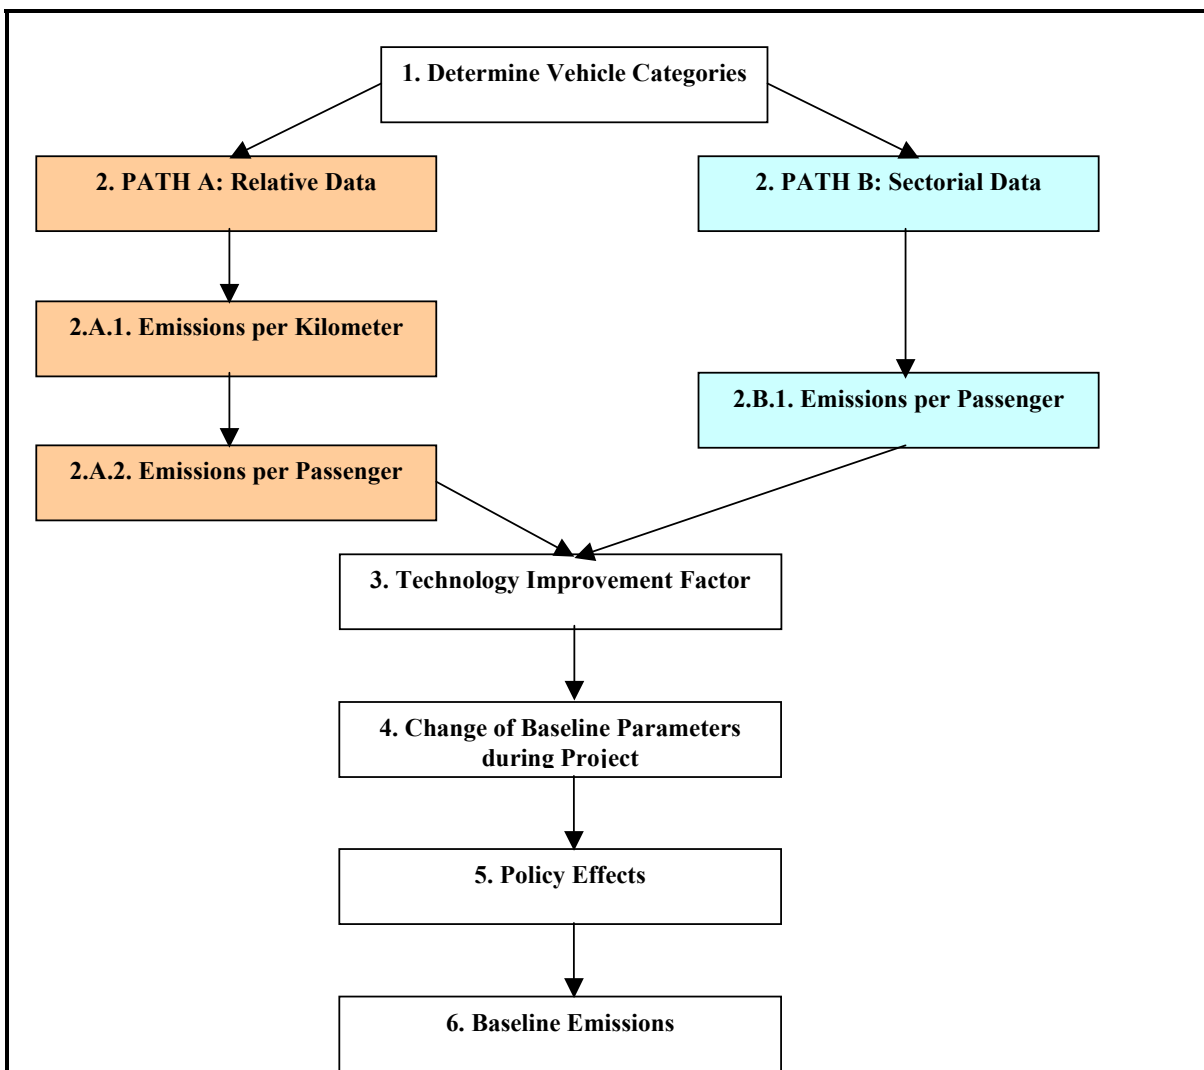 1. Determine Vehicle Categories
2. PATH A: Relative Data
2. PATH B: Sectorial Data
2.A.1. Emissions per Kilometer
2.B.1. Emissions per Passenger
2.A.2. Emissions per Passenger
3. Technology Improvement Factor
4. Change of Baseline Parameters
during Project
5. Policy Effects
6. Baseline Emissions